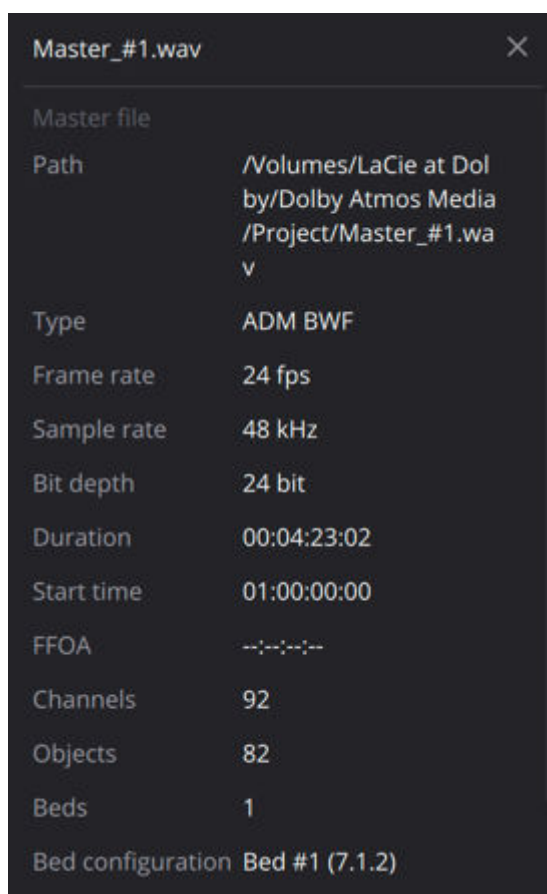 Master_#1.wav
Master file
Path /Volumes/LaCie at Dol
by/Dolby Atmos Media
/Project/Master_#1.wa
v
Type ADM BWF
Frame rate 24 fps
Sample rate 48 kHz
Bit depth 24 bit
Duration 00:04:23:02
Start time 01:00:00:00
FFOA --:--:--:--
Channels 92
Objects 82
Beds 1
Bed configuration Bed #1 (7.1.2)